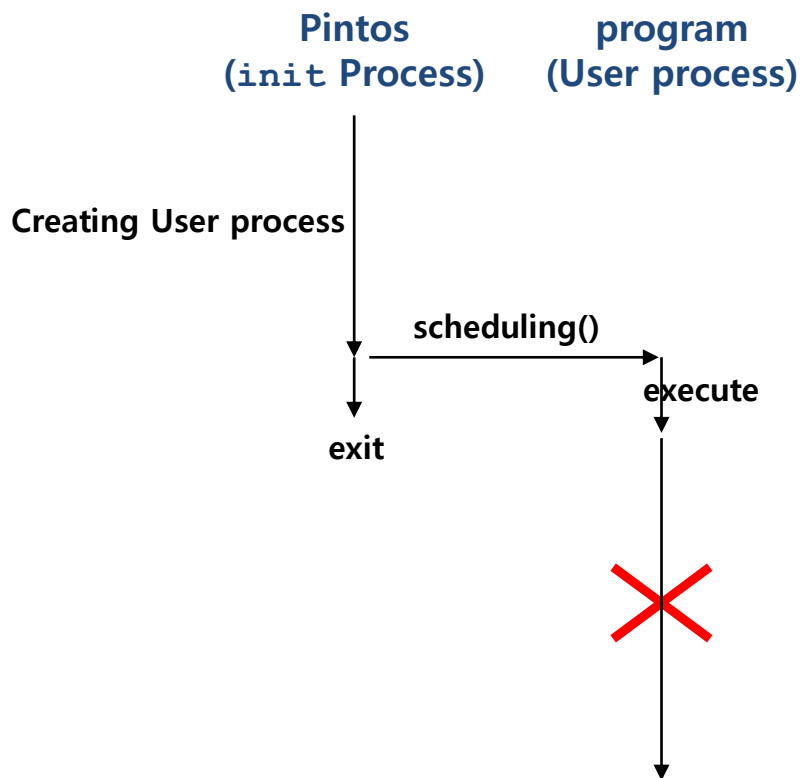 Pintos
(init Process)
program
(User process)
Creating User process
scheduling()
execute
exit